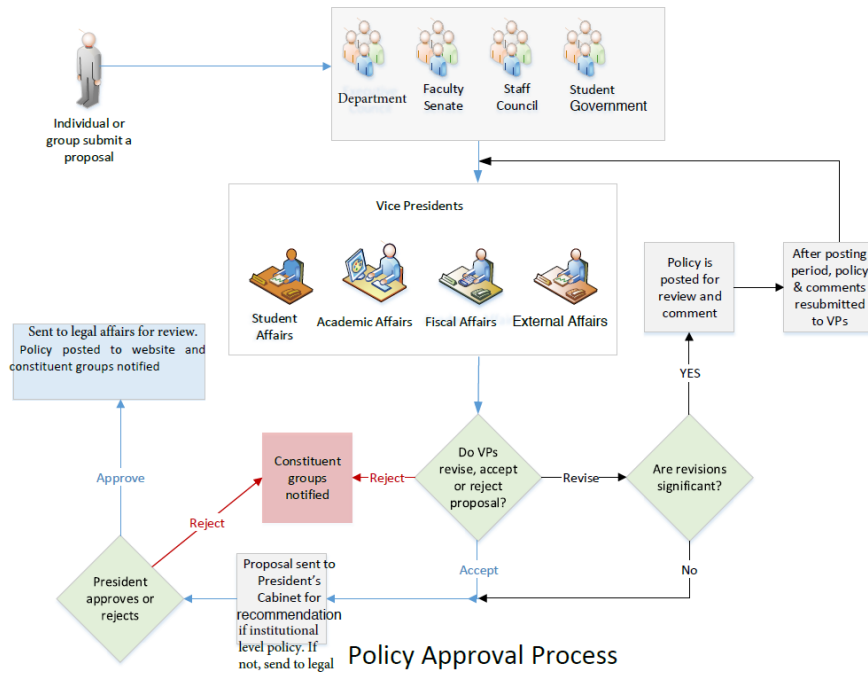 Individual or
group submit a
proposal
Department
Faculty
Senate
Staff
Council
Student
Government
Vice Presidents
Student
Affairs
Academic Affairs
Fiscal Affairs
External Affairs
Policy is
posted for
review and
comment
After posting
period, policy
& comments
resubmitted
to VPs
Sent to legal affairs for review.
Policy posted to website and
constituent groups notified
YES
Approve
Constituent
groups
notified
Reject
Do VPs
revise, accept
or reject
proposal?
Revise
Are revisions
significant?
Reject
Accept
No
President
approves or
rejects
Proposal sent to
President's
Cabinet for
recommendation
if institutional
level policy. If
not, send to legal
Policy Approval Process